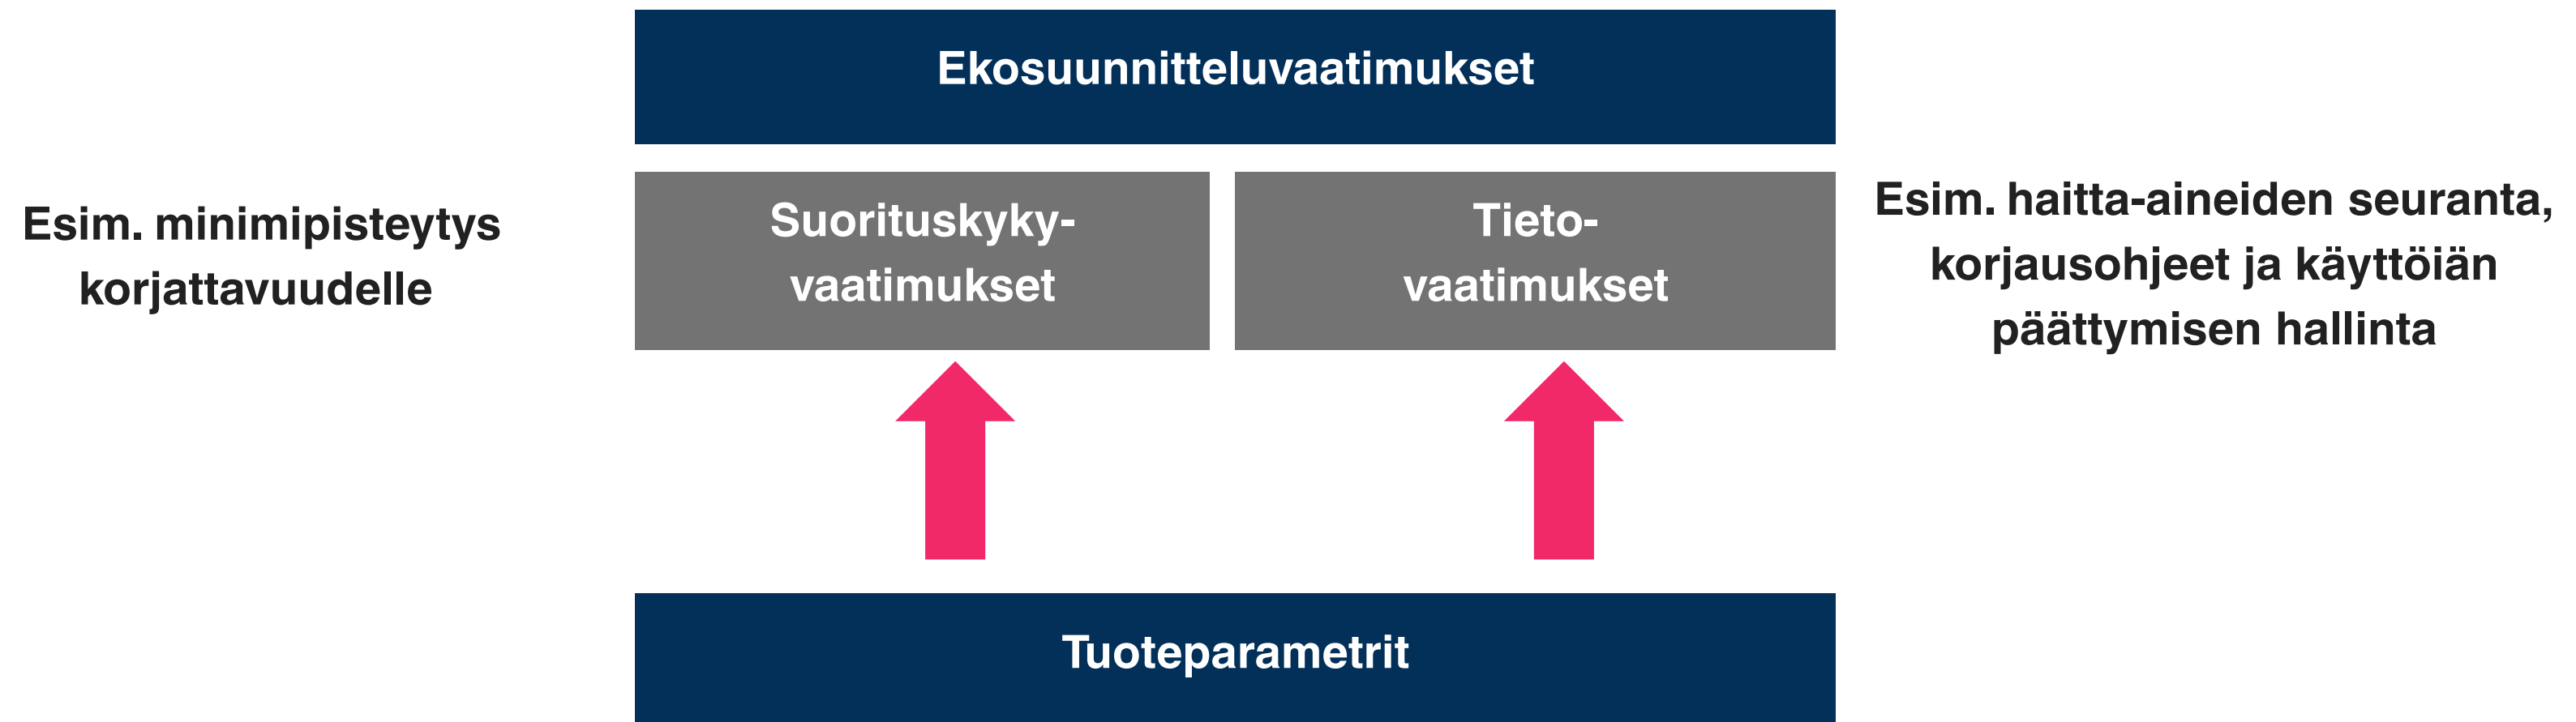 Ekosuunnitteluvaatimukset
Esim. minimipisteytys
korjattavuudelle
Suorituskyky-
vaatimukset
Tieto-
vaatimukset
Esim. haitta-aineiden seuranta,
korjausohjeet ja käyttöiän
päättymisen hallinta
Tuoteparametrit